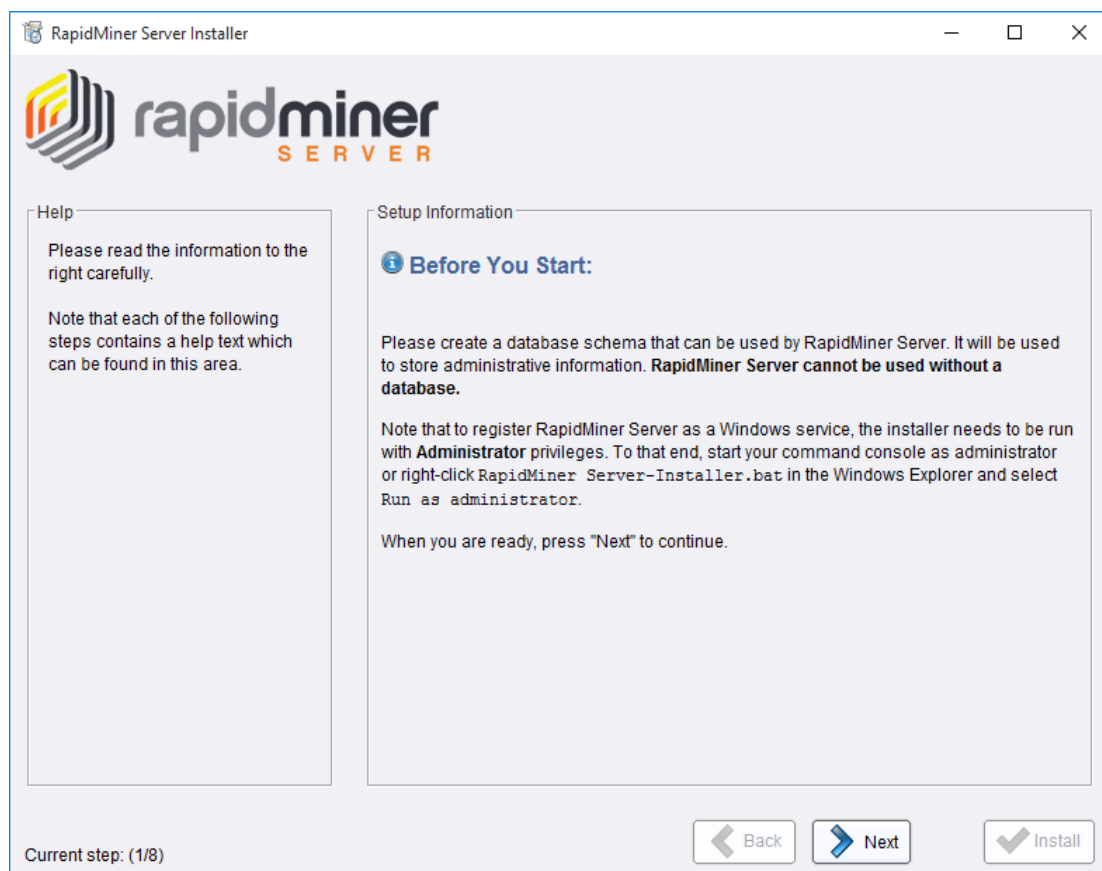 RapidMiner Server Installer
rapidminer
SERVER
Help
Please read the information to the
right carefully.
Note that each of the following
steps contains a help text which
can be found in this area.
Setup Information
Before You Start:
Please create a database schema that can be used by RapidMiner Server. It will be used
to store administrative information. RapidMiner Server cannot be used without a
database.
Note that to register RapidMiner Server as a Windows service, the installer needs to be run
with Administrator privileges. To that end, start your command console as administrator
or right-click RapidMiner Server-Installer.bat in the Windows Explorer and select
Run as administrator.
When you are ready, press "Next" to continue.
Current step: (1/8)
Back
Next
Install